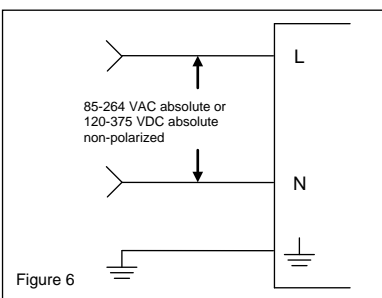 L
85-264 VAC absolute or
120-375 VDC absolute
non-polarized
N
Figure 6